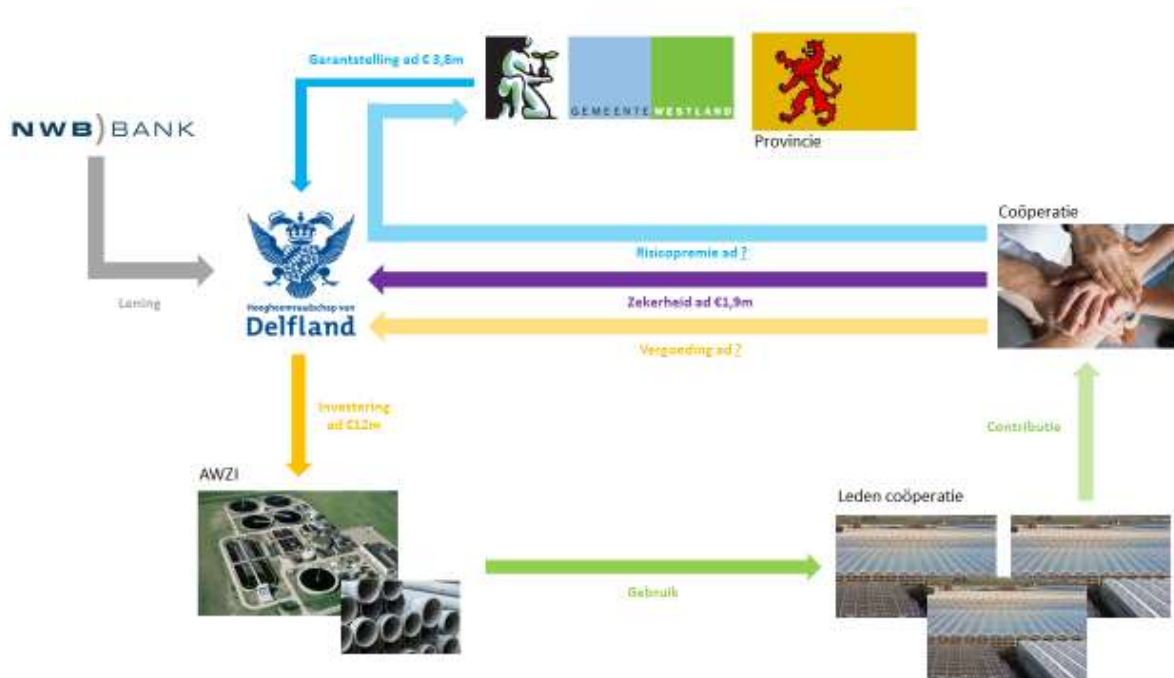 Garantstelling ad € 3,8m
GEMEENTE WESTLAND
Provincie
NWB)BANK
Coöperatie
Risicopremie ad ?
Lening
Hoogheemraadschap van
Delfland
Zekerheid ad €1,9m
Vergoeding ad ?
Investering
ad €12m
Contributie
AWZI
Leden coöperatie
Gebruik